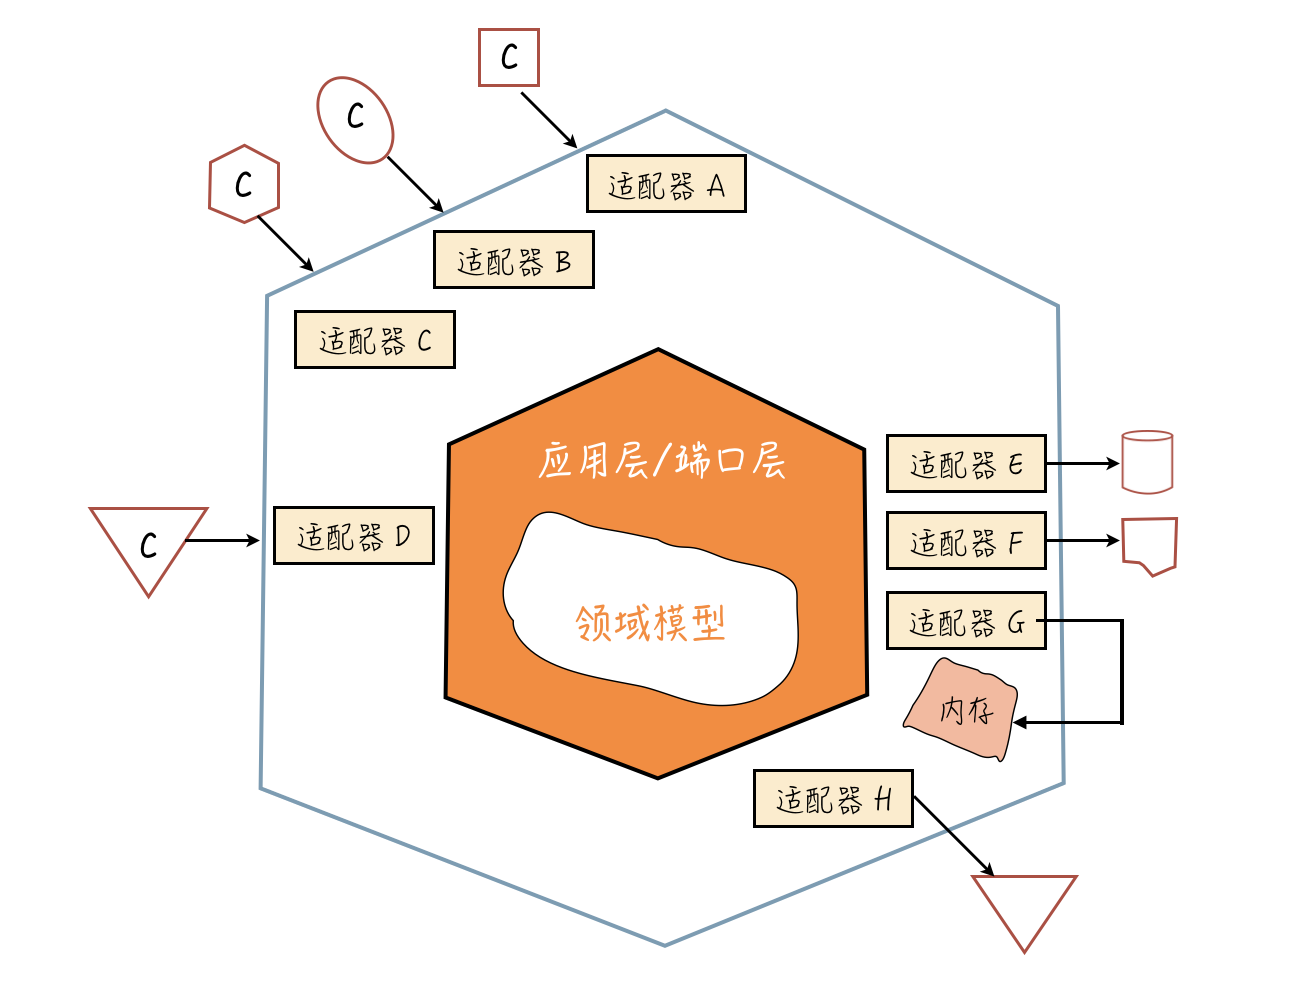 C
C
C
适配器 A
适配器 B
适配器 C
应用层/端口层
适配器 E
C
适配器 D
适配器 F
领域模型
适配器 G
内存
适配器 H